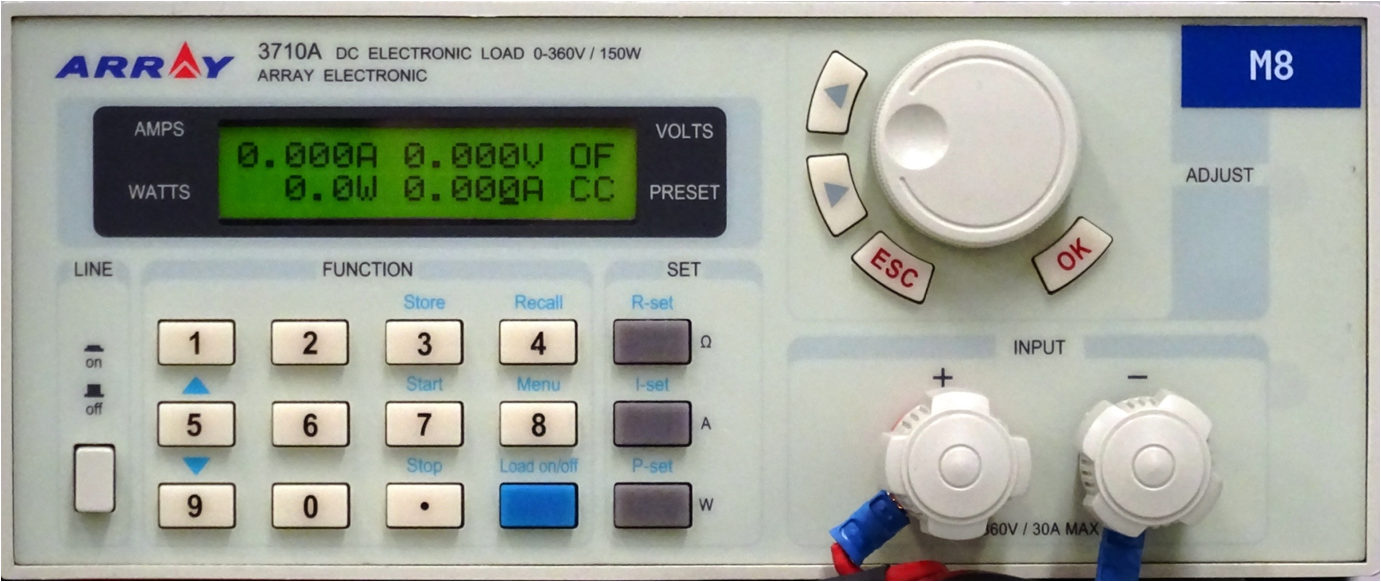 ARRAY
3710A DC ELECTRONIC LOAD 0-360V / 150W
ARRAY ELECTRONIC
M8
AMPS
VOLTS
0.000A 0.000V OF
WATTS
PRESET
0.0W 0.000A CC
ADJUST
ESC
OK
LINE
FUNCTION
SET
Store
Recall
R-set
on
1
2
3
4
Ω
off
Start
Menu
I-set
5
6
7
8
A
Stop
Load on/off
P-set
9
0
•
W
INPUT
+
−
360V / 30A MAX